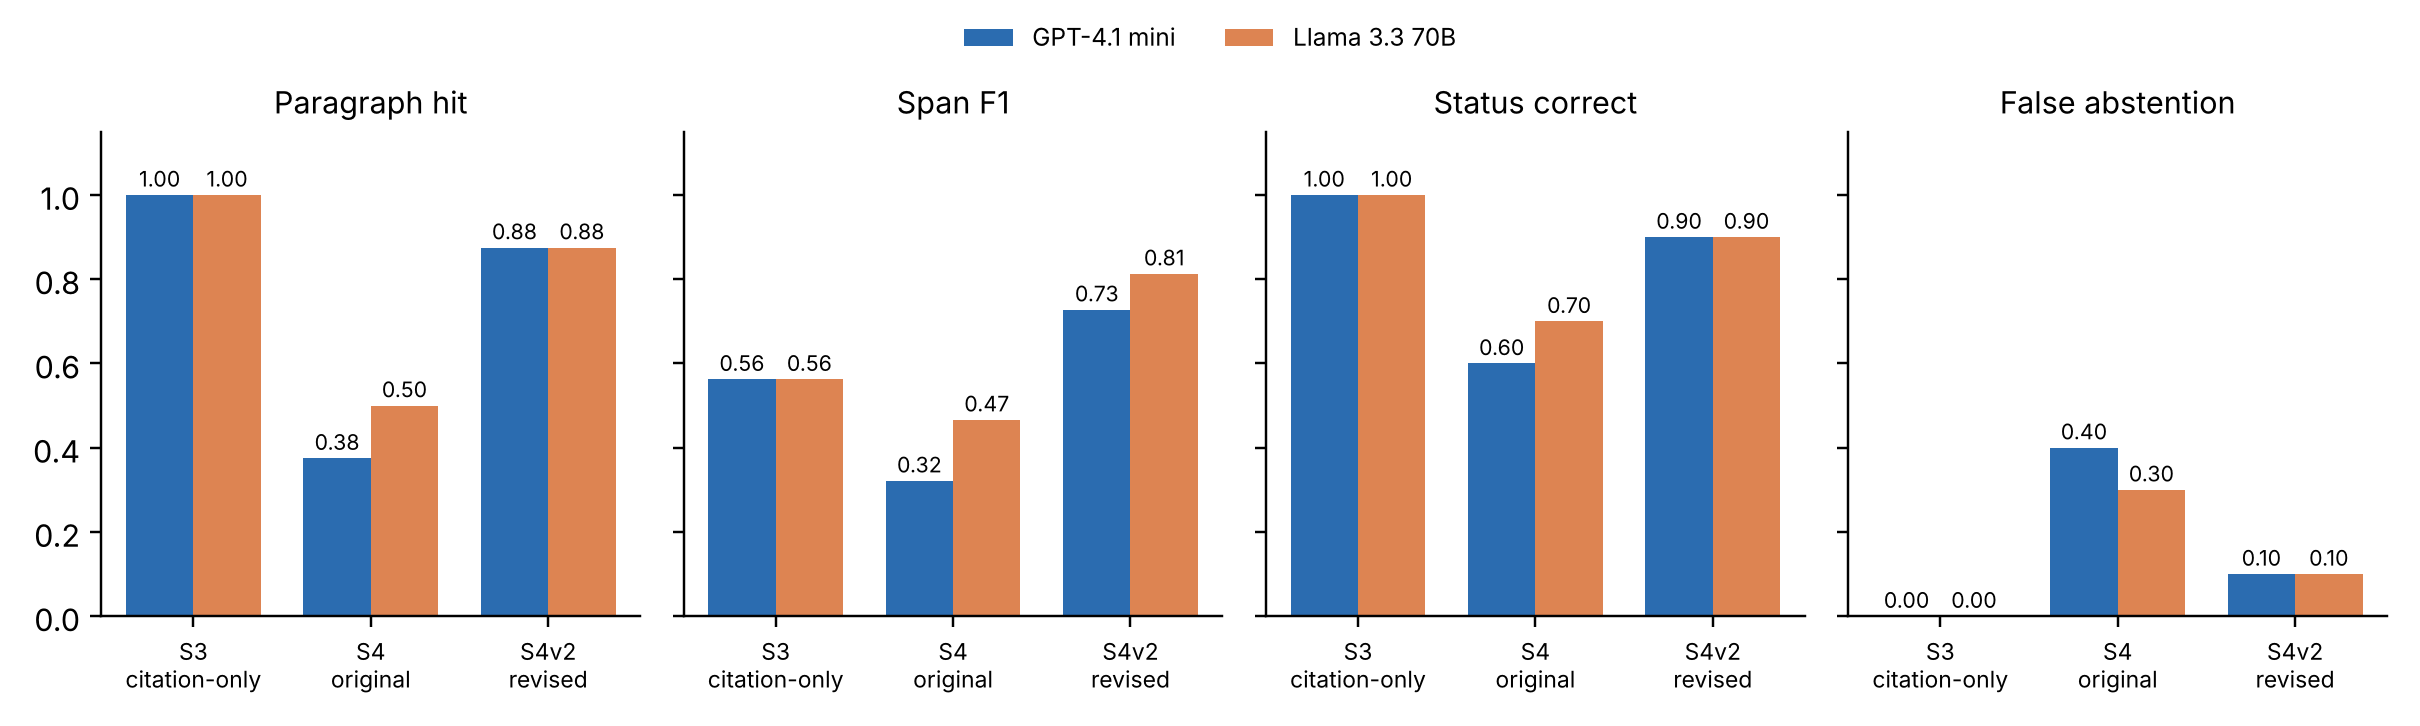 GPT-4.1 mini Llama 3.3 70B
Paragraph hit
1.0
0.8
0.6
0.4
0.2
0.0
1.00 1.00
0.38 0.50
0.88 0.88
S3
citation-only
S4
original
S4v2
revised
Span F1
0.56 0.56
0.32 0.47
0.73 0.81
S3
citation-only
S4
original
S4v2
revised
Status correct
1.00 1.00
0.60 0.70
0.90 0.90
S3
citation-only
S4
original
S4v2
revised
False abstention
0.00 0.00
0.40 0.30
0.10 0.10
S3
citation-only
S4
original
S4v2
revised